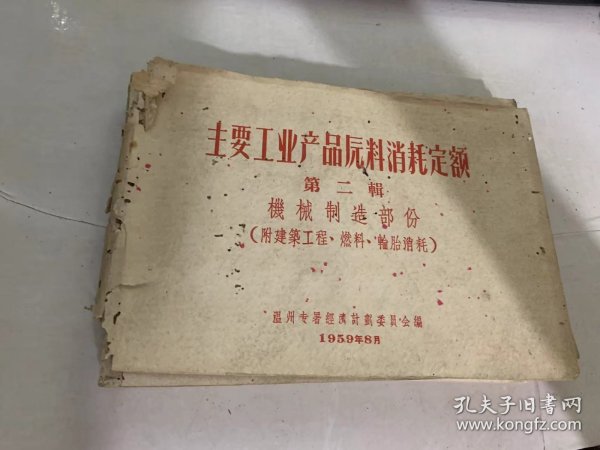 主要工业产品原料消耗定额
第二輯
機械制造部份
(附建築工程、燃料、輪胎消耗)
温州专署經濟計劃委員会編
1959年8月
孔夫子旧書网
www.kongfz.com